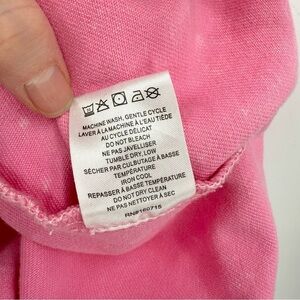 MACHINE WASH, GENTLE CYCLE
LAVER À LA MACHINE À L'EAU TIÈDE
AU CYCLE DÉLICAT
DO NOT BLEACH
NE PAS JAVELLISER
TUMBLE DRY, LOW
SÉCHER PAR CULBUTAGE À BASSE
TEMPÉRATURE
IRON COOL
REPASSER À BASSE TEMPÉRATURE
DO NOT DRY CLEAN
NE PAS NETTOYER À SEC
RN#160716